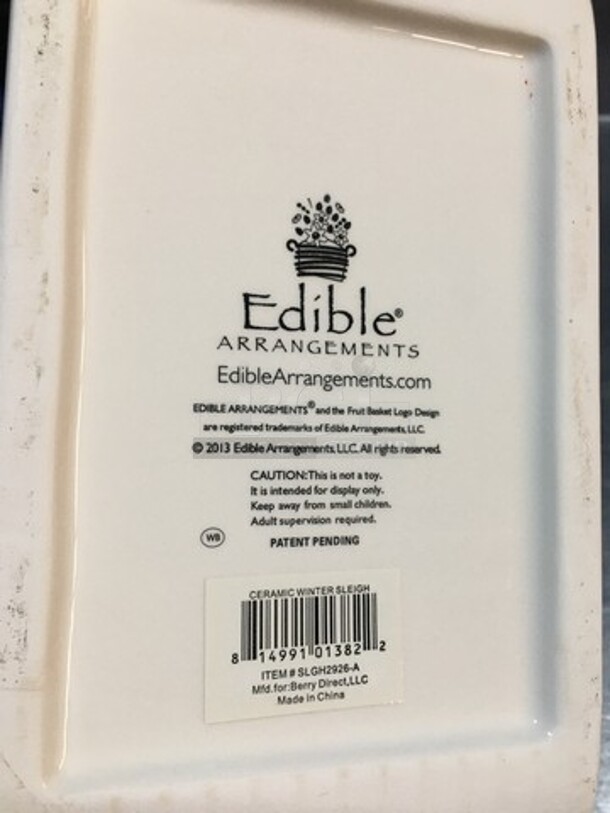 Edible®
ARRANGEMENTS
EdibleArrangements.com
EDIBLE ARRANGEMENTS® and the Fruit Basket Logo Design
are registered trademarks of Edible Arrangements, LLC.
© 2013 Edible Arrangements, LLC. All rights reserved.
CAUTION: This is not a toy.
It is intended for display only.
Keep away from small children.
Adult supervision required.
WB
PATENT PENDING
CERAMIC WINTER SLEIGH
8 14991 01382 2
ITEM # SLGH2926-A
Mfd. for: Berry Direct, LLC
Made in China